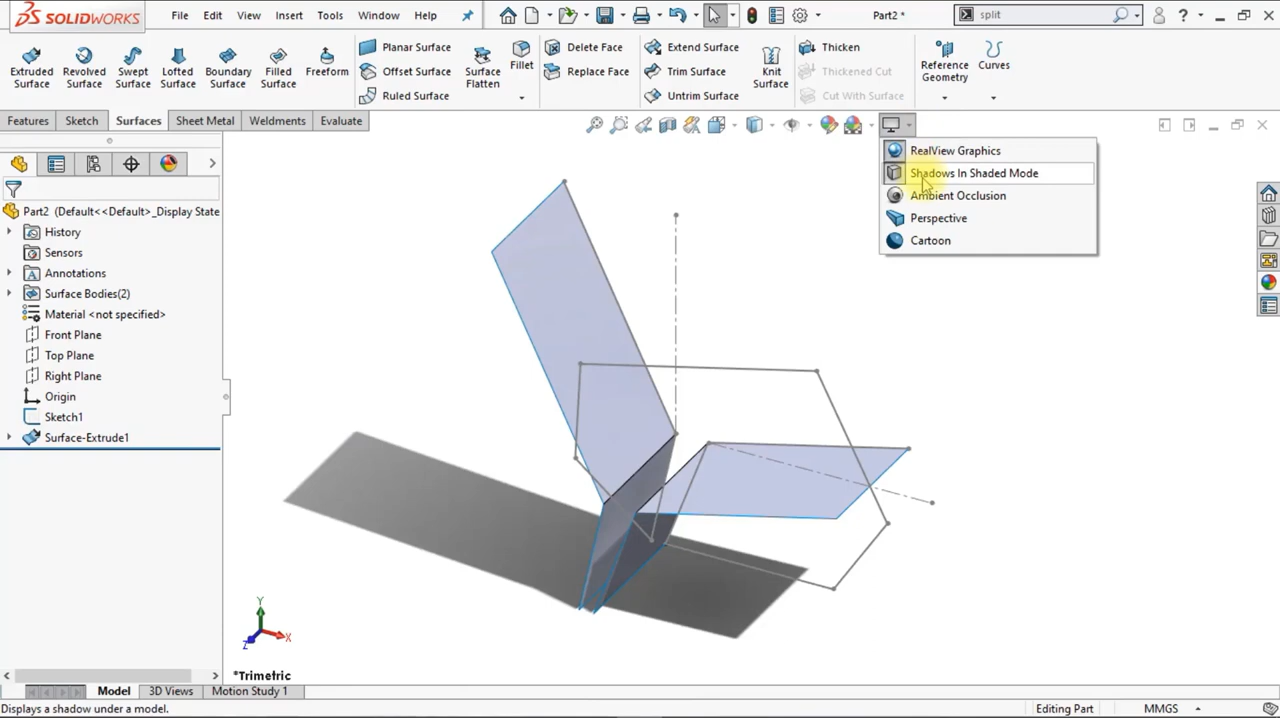 SOLIDWORKS File Edit View Insert Tools Window Help Part2 * split ?
Extruded Surface
Revolved Surface
Swept Surface
Lofted Surface
Boundary Surface
Filled Surface
Freeform
Planar Surface
Offset Surface
Ruled Surface
Surface Flatten
Fillet
Delete Face
Replace Face
Extend Surface
Trim Surface
Untrim Surface
Knit Surface
Thicken
Thickened Cut
Cut With Surface
Reference Geometry
Curves
Features Sketch Surfaces Sheet Metal Weldments Evaluate
RealView Graphics
Shadows In Shaded Mode
Ambient Occlusion
Perspective
Cartoon
Part2 (Default<<Default>_Display State
History
Sensors
Annotations
Surface Bodies(2)
Material <not specified>
Front Plane
Top Plane
Right Plane
Origin
Sketch1
Surface-Extrude1
Y
X
Z
*Trimetric
Model 3D Views Motion Study 1
Displays a shadow under a model. Editing Part MMGS